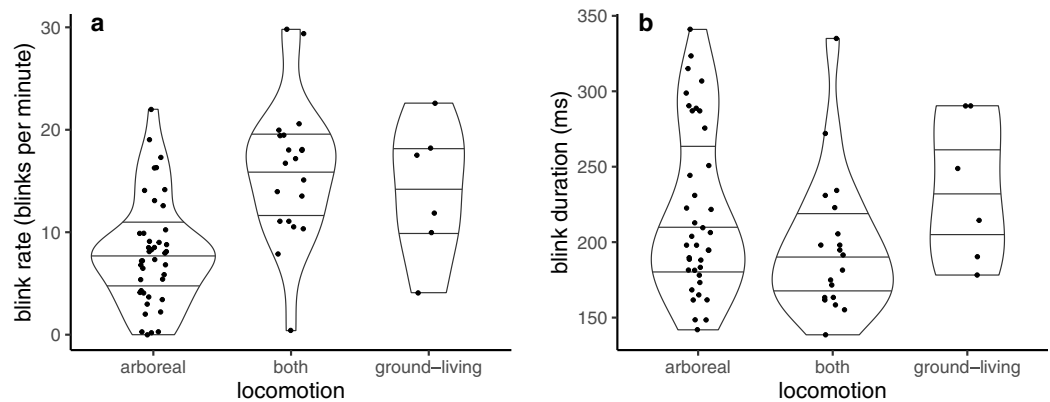 a
blink rate (blinks per minute)
30
20
10
0
arboreal both ground–living
locomotion
b
blink duration (ms)
350
300
250
200
150
arboreal both ground–living
locomotion